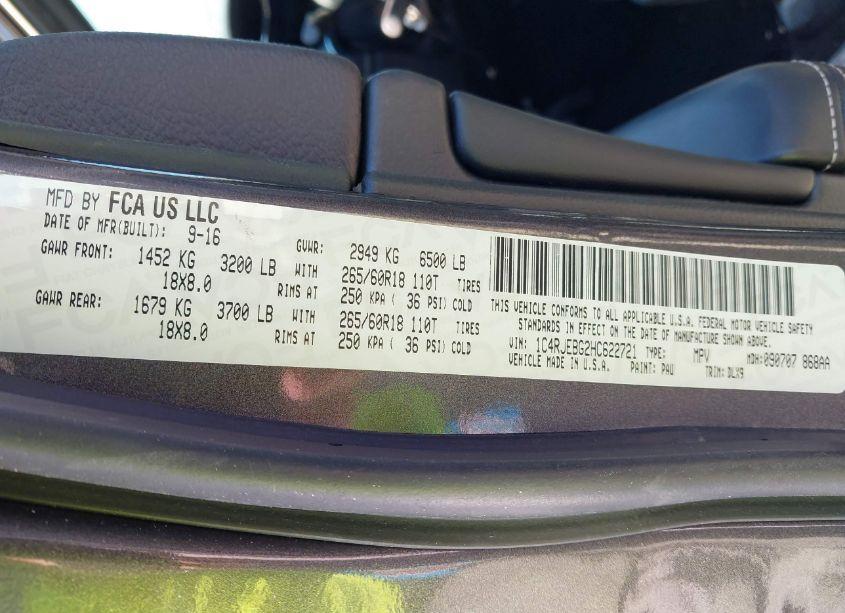 MFD BY FCA US LLC
DATE OF MFR(BUILT): 9-16
GVWR: 2949 KG 6500 LB
GAWR FRONT: 1452 KG 3200 LB WITH 265/60R18 110T TIRES
18X8.0 RIMS AT 250 KPA ( 36 PSI) COLD
GAWR REAR: 1679 KG 3700 LB WITH 265/60R18 110T TIRES
18X8.0 RIMS AT 250 KPA ( 36 PSI) COLD
THIS VEHICLE CONFORMS TO ALL APPLICABLE U.S.A. FEDERAL MOTOR VEHICLE SAFETY
STANDARDS IN EFFECT ON THE DATE OF MANUFACTURE SHOWN ABOVE.
VIN: 1C4RJEBG2HC622721 TYPE: MPV MDH: 090707 868AA
VEHICLE MADE IN U.S.A. PAINT: PAU TRIM: DLX9